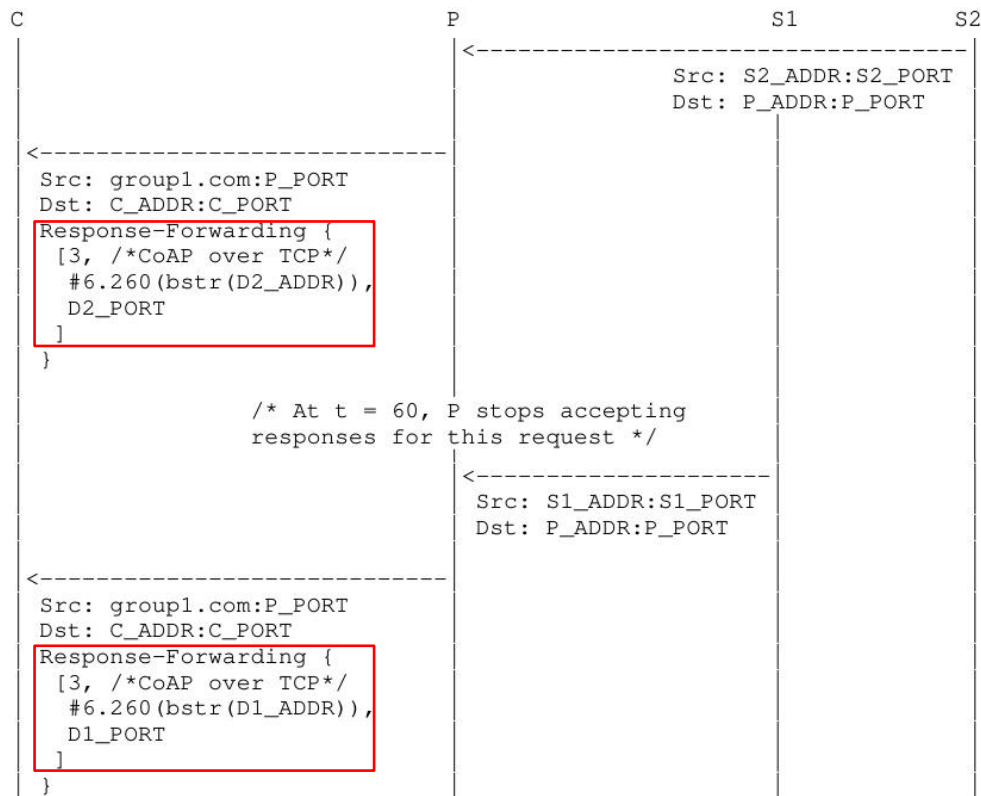 C P S1 S2
<-----------------------------------
Src: S2_ADDR:S2_PORT
Dst: P_ADDR:P_PORT
<-----------------------------
Src: group1.com:P_PORT
Dst: C_ADDR:C_PORT
Response-Forwarding {
[3, /*CoAP over TCP*/
#6.260(bstr(D2_ADDR)),
D2_PORT
]
}
/* At t = 60, P stops accepting
responses for this request */
<---------------------
Src: S1_ADDR:S1_PORT
Dst: P_ADDR:P_PORT
<-----------------------------
Src: group1.com:P_PORT
Dst: C_ADDR:C_PORT
Response-Forwarding {
[3, /*CoAP over TCP*/
#6.260(bstr(D1_ADDR)),
D1_PORT
]
}